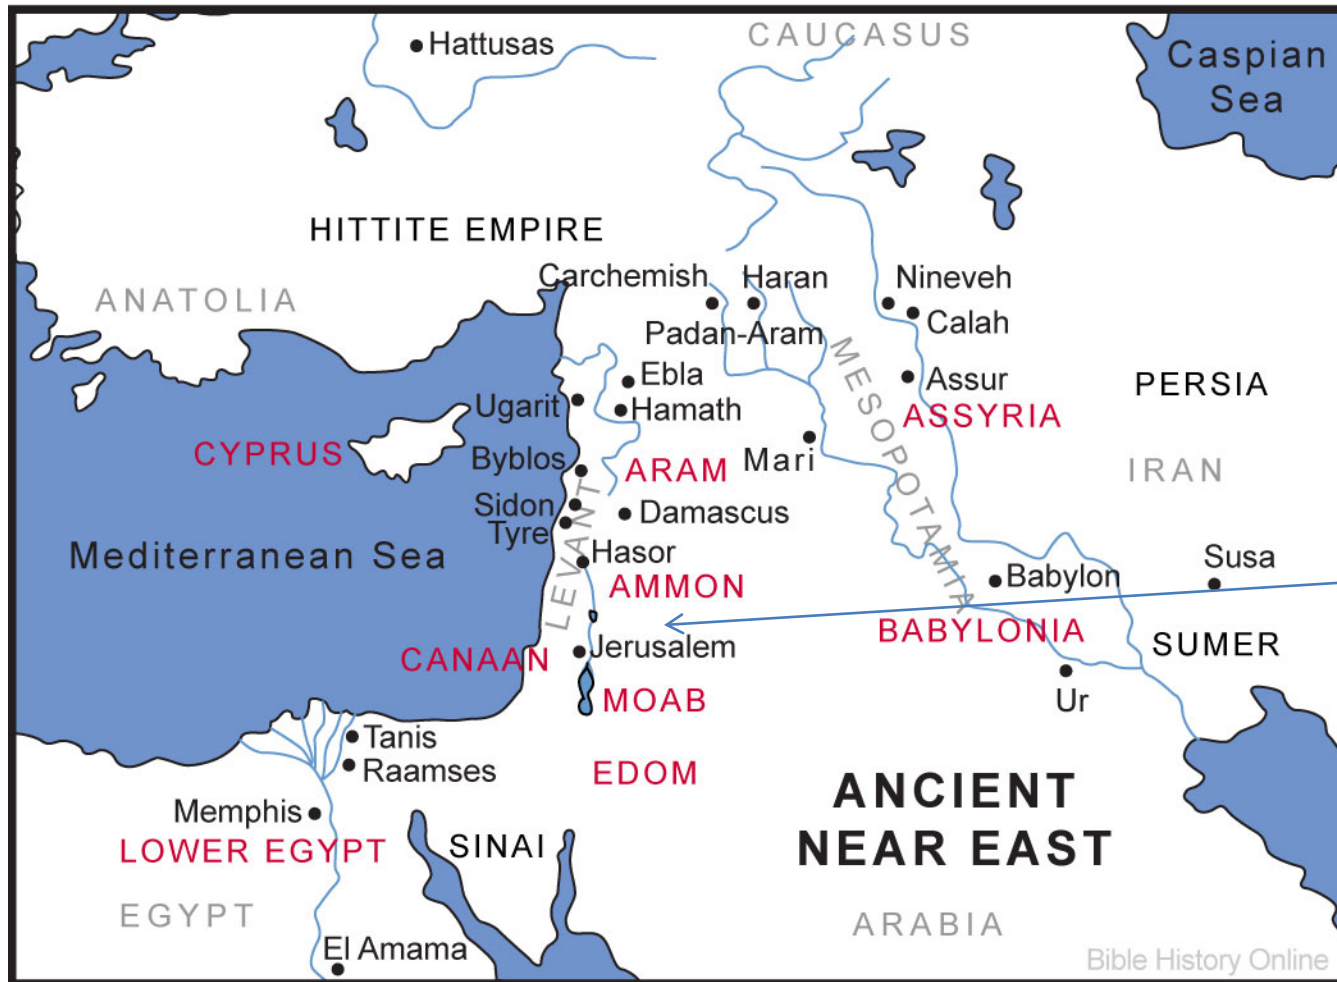 CAUCASUS
Caspian
Sea
Hattusas
HITTITE EMPIRE
ANATOLIA
Carchemish
Haran
Nineveh
Calah
Padan-Aram
MESOPOTAMIA
Ebla
Assur
PERSIA
Ugarit
Hamath
ASSYRIA
CYPRUS
Byblos
ARAM
Mari
IRAN
Sidon
Tyre
Damascus
LEVANT
Mediterranean Sea
Hasor
AMMON
Babylon
Susa
BABYLONIA
SUMER
CANAAN
Jerusalem
MOAB
Ur
Tanis
Raamses
EDOM
ANCIENT
NEAR EAST
Memphis
LOWER EGYPT
SINAI
EGYPT
ARABIA
El Amama
Bible History Online